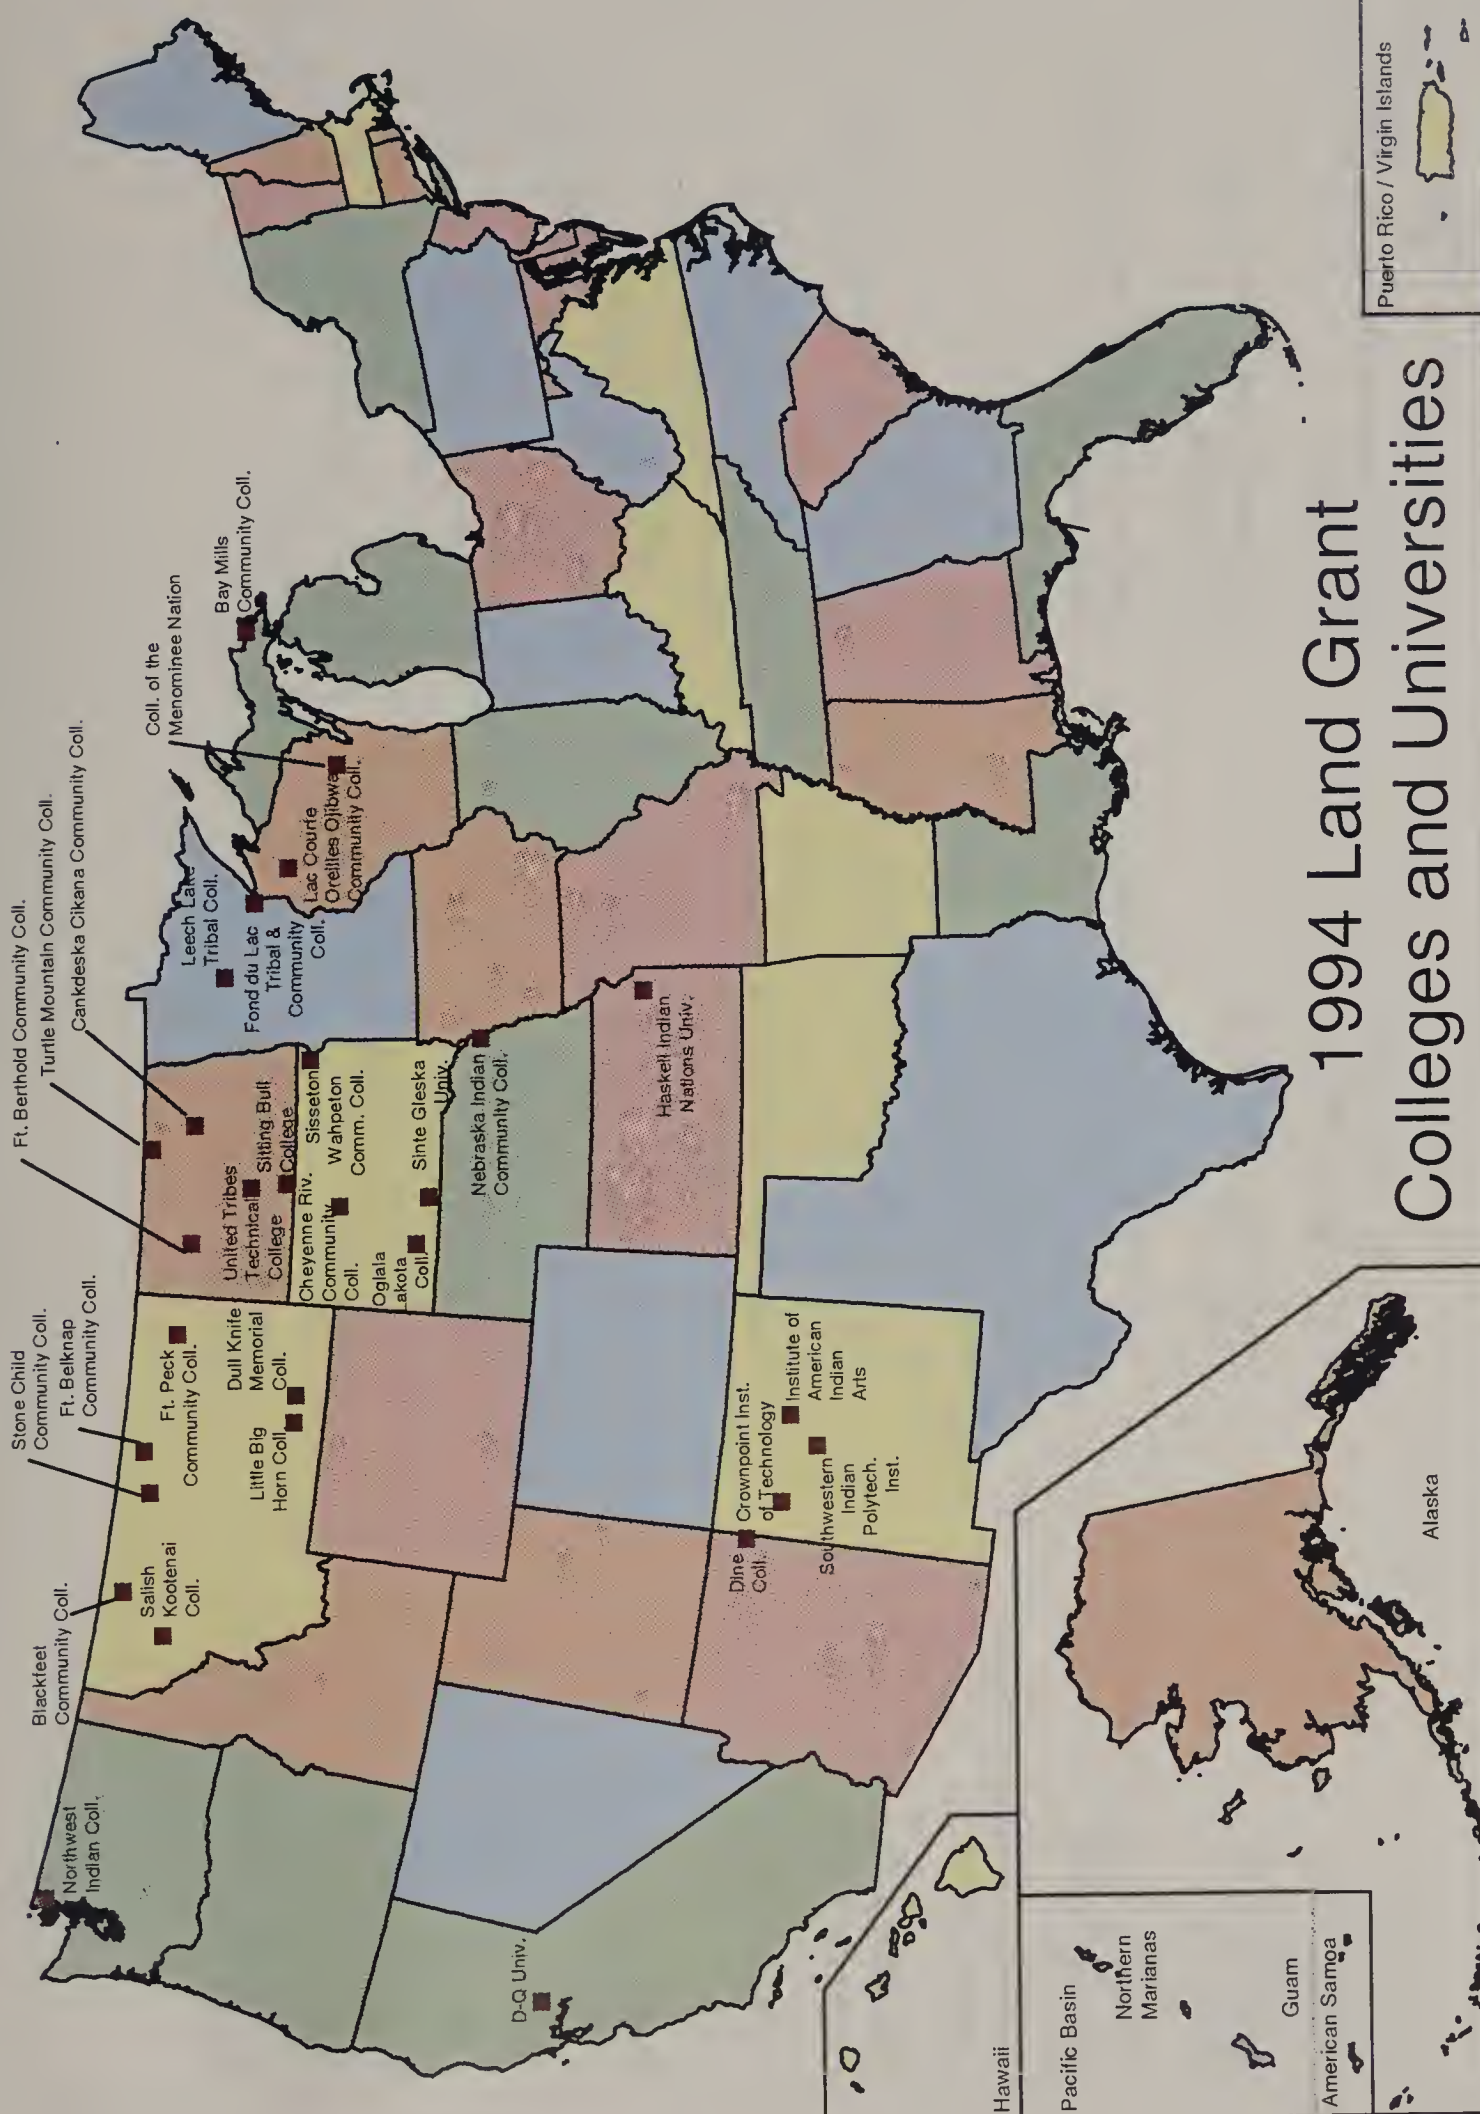 1994 Land Grant
Colleges and Universities
Northwest
Indian Coll.
Blackfeet
Community Coll.
Salish
Kootenai
Coll.
Stone Child
Community Coll.
Ft. Belknap
Community Coll.
Ft. Peck
Community Coll.
Little Big
Horn Coll.
Dull Knife
Memorial
Coll.
Ft. Berthold Community Coll.
Turtle Mountain Community Coll.
Cankdeska Cikana Community Coll.
United Tribes
Technical
College
Sitting Bull
College
Cheyenne Riv.
Community
Coll.
Sisseton
Wahpeton
Comm. Coll.
Oglala
Lakota
Coll.
Sinte Gleska
Univ.
Nebraska Indian
Community Coll.
Haskell Indian
Nations Univ.
Leech Lake
Tribal Coll.
Fond du Lac
Tribal &
Community
Coll.
Lac Courte
Oreilles Ojibwa
Community Coll.
Coll. of the
Menominee Nation
Bay Mills
Community Coll.
D-Q Univ.
Dine
Coll.
Crownpoint Inst.
of Technology
Southwestern
Indian
Polytech.
Inst.
Institute of
American
Indian
Arts
Hawaii
Pacific Basin
Northern
Marianas
Guam
American Samoa
Alaska
Puerto Rico / Virgin Islands